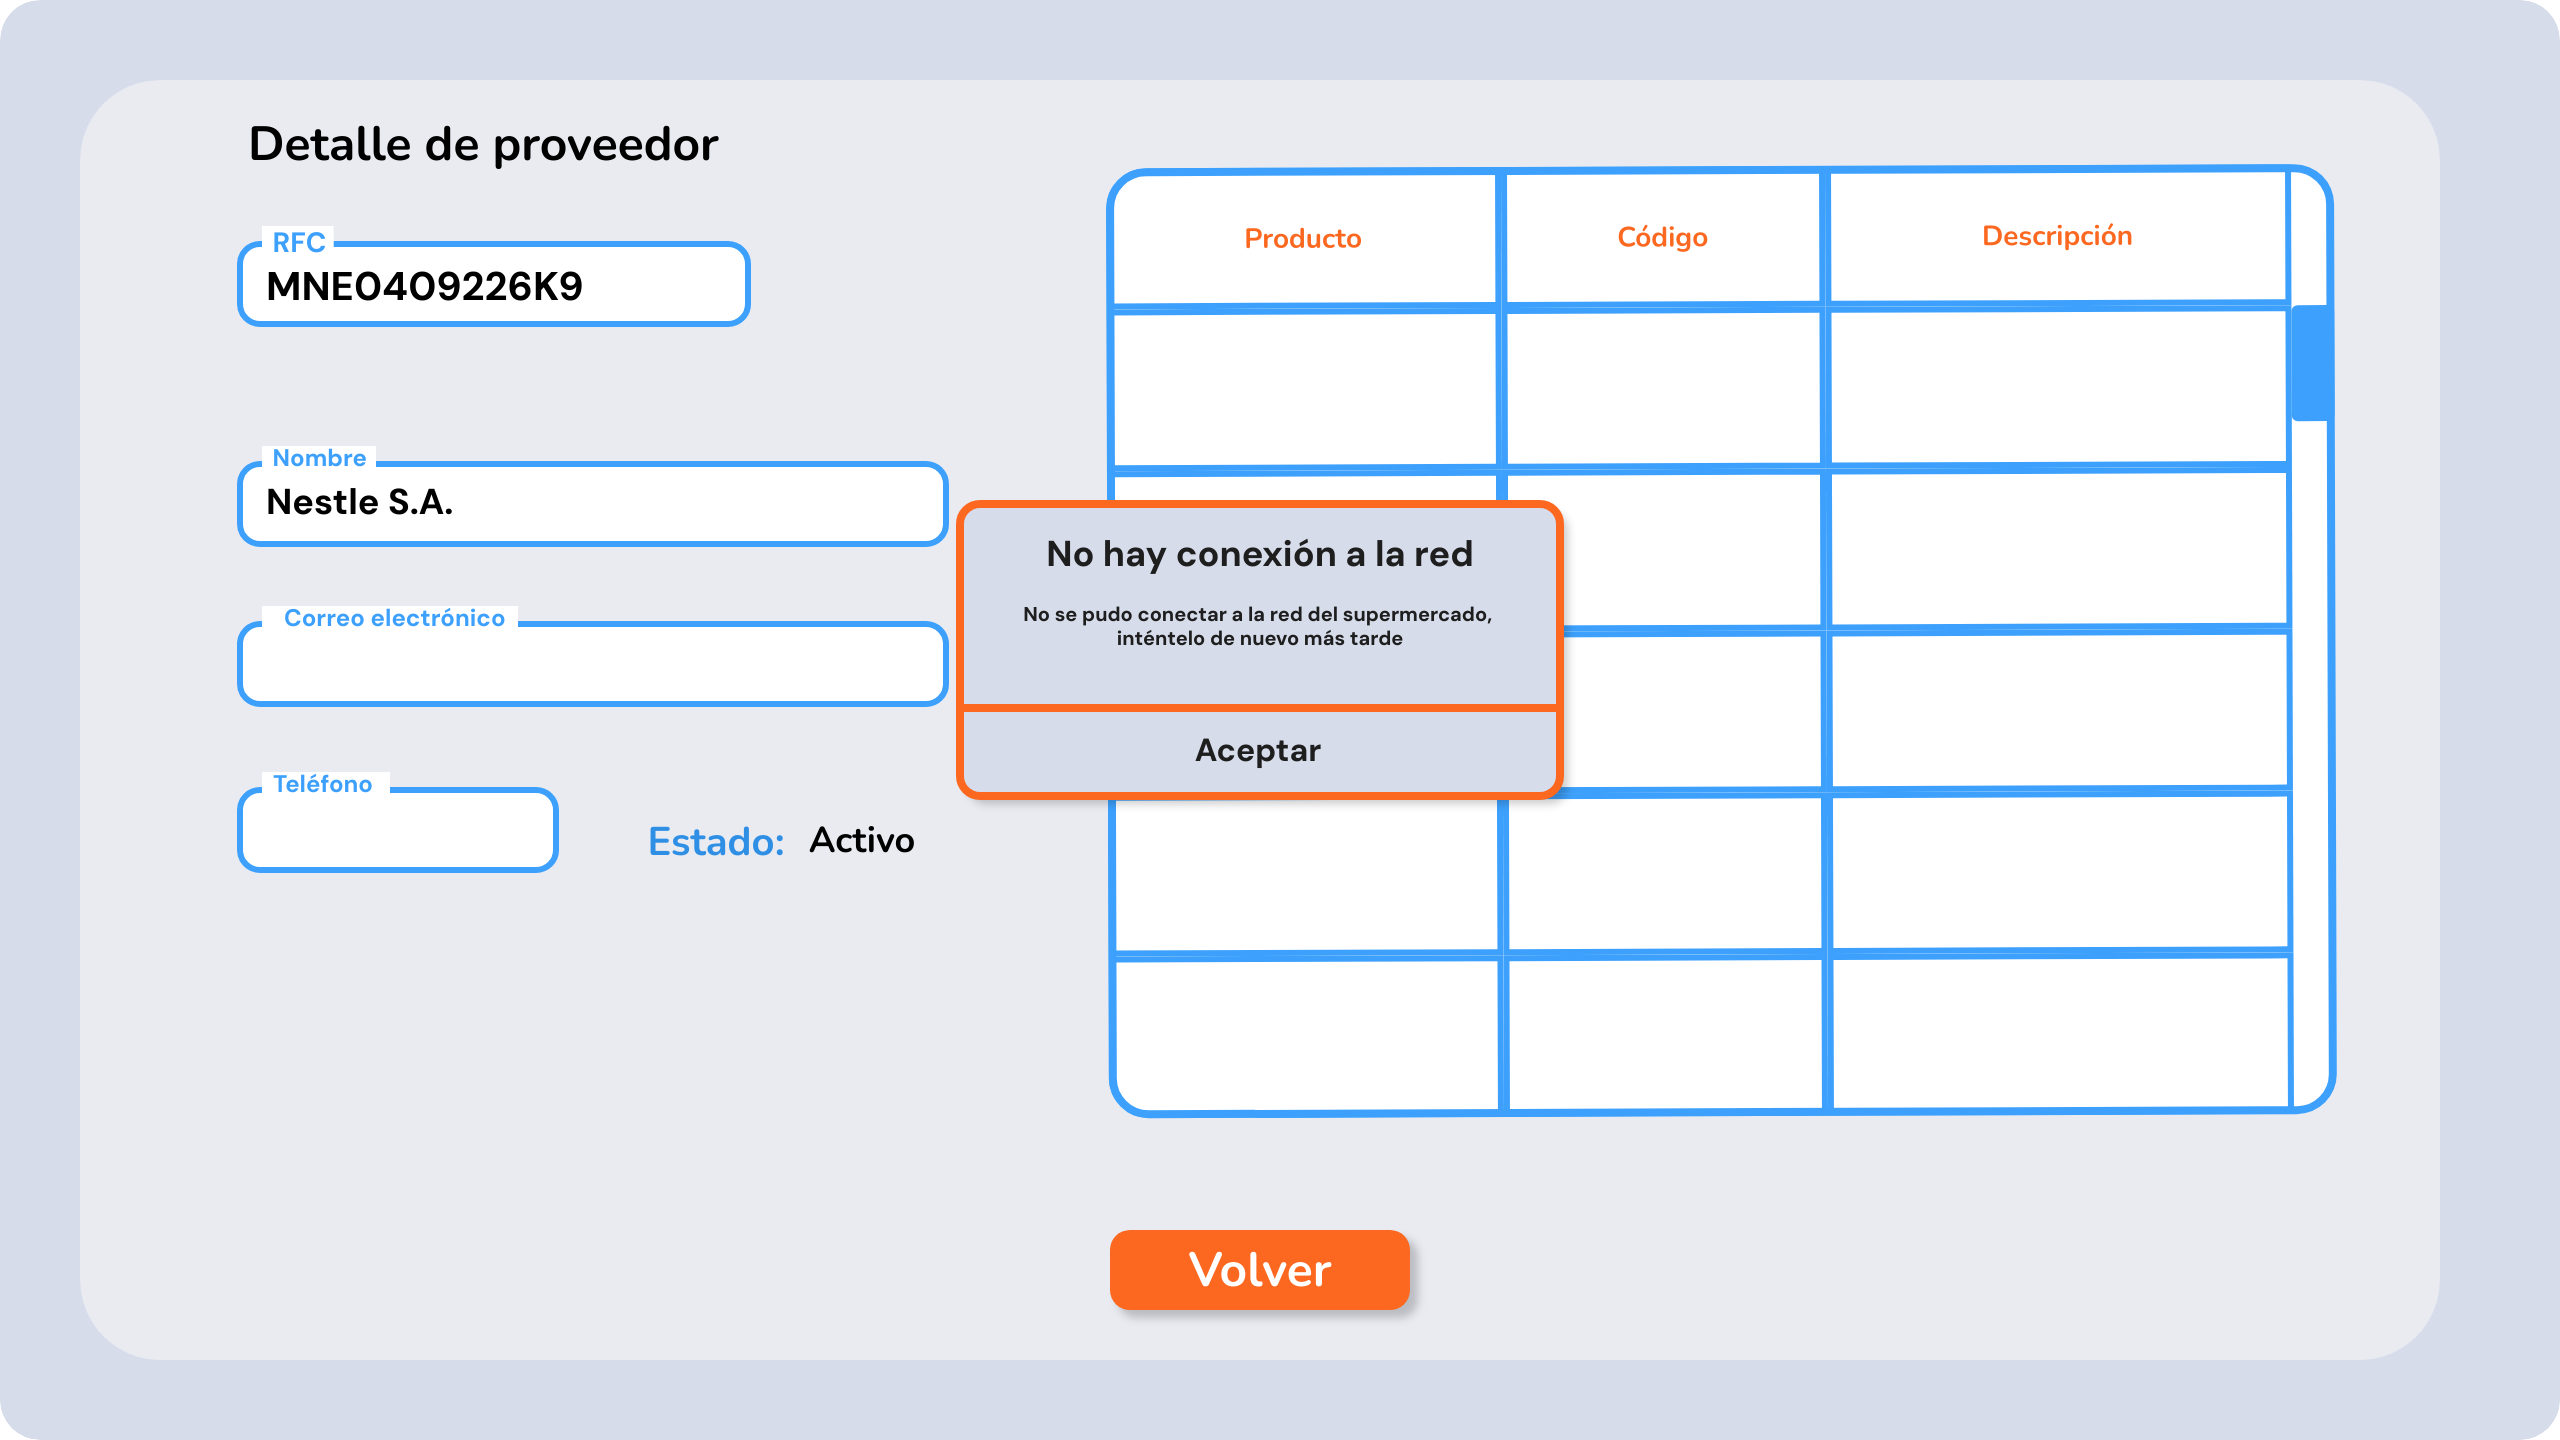 Detalle de proveedor
RFC
MNE0409226K9
Nombre
Nestle S.A.
Correo electrónico
Teléfono
Estado: Activo
Producto Código Descripción
No hay conexión a la red
No se pudo conectar a la red del supermercado,
inténtelo de nuevo más tarde
Aceptar
Volver